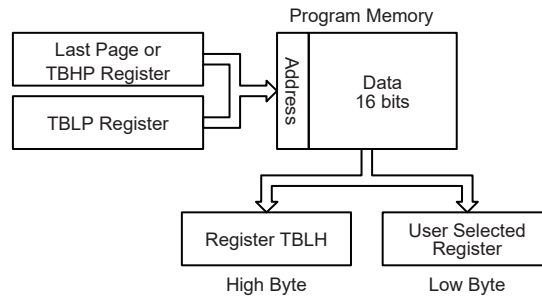 Program Memory
Last Page or
TBHP Register
TBLP Register
Address
Data
16 bits
Register TBLH
User Selected
Register
High Byte
Low Byte